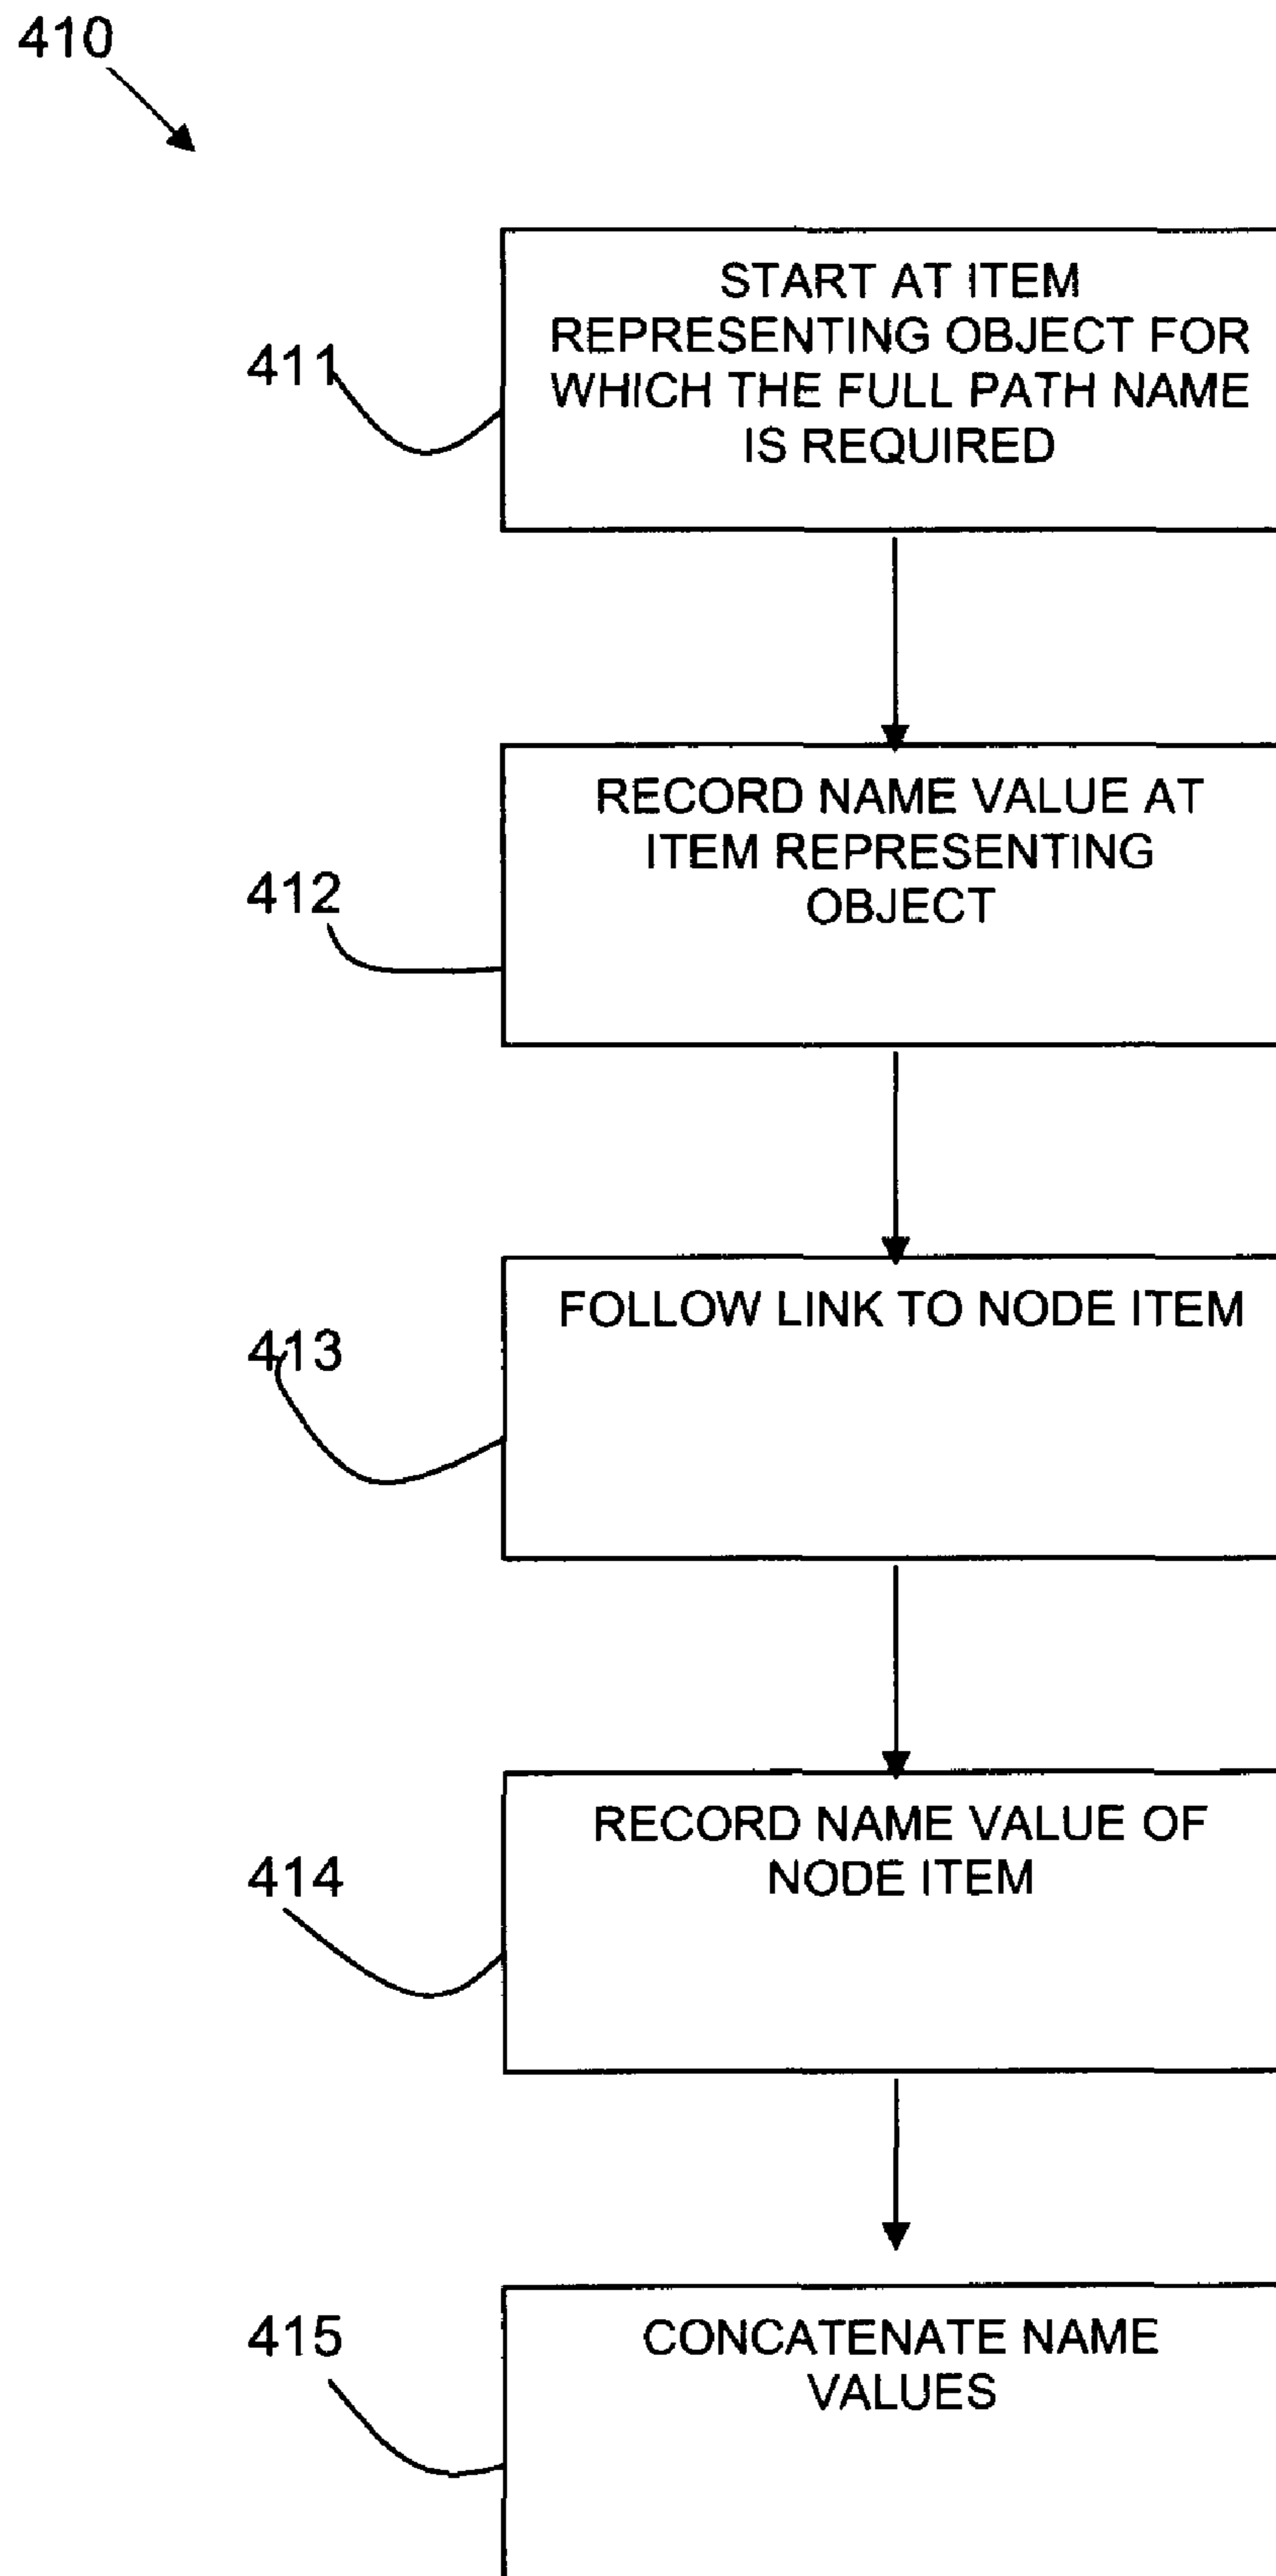 410
START AT ITEM
REPRESENTING OBJECT FOR
WHICH THE FULL PATH NAME
IS REQUIRED
411
RECORD NAME VALUE AT
ITEM REPRESENTING
OBJECT
412
FOLLOW LINK TO NODE ITEM
413
RECORD NAME VALUE OF
NODE ITEM
414
CONCATENATE NAME
VALUES
415